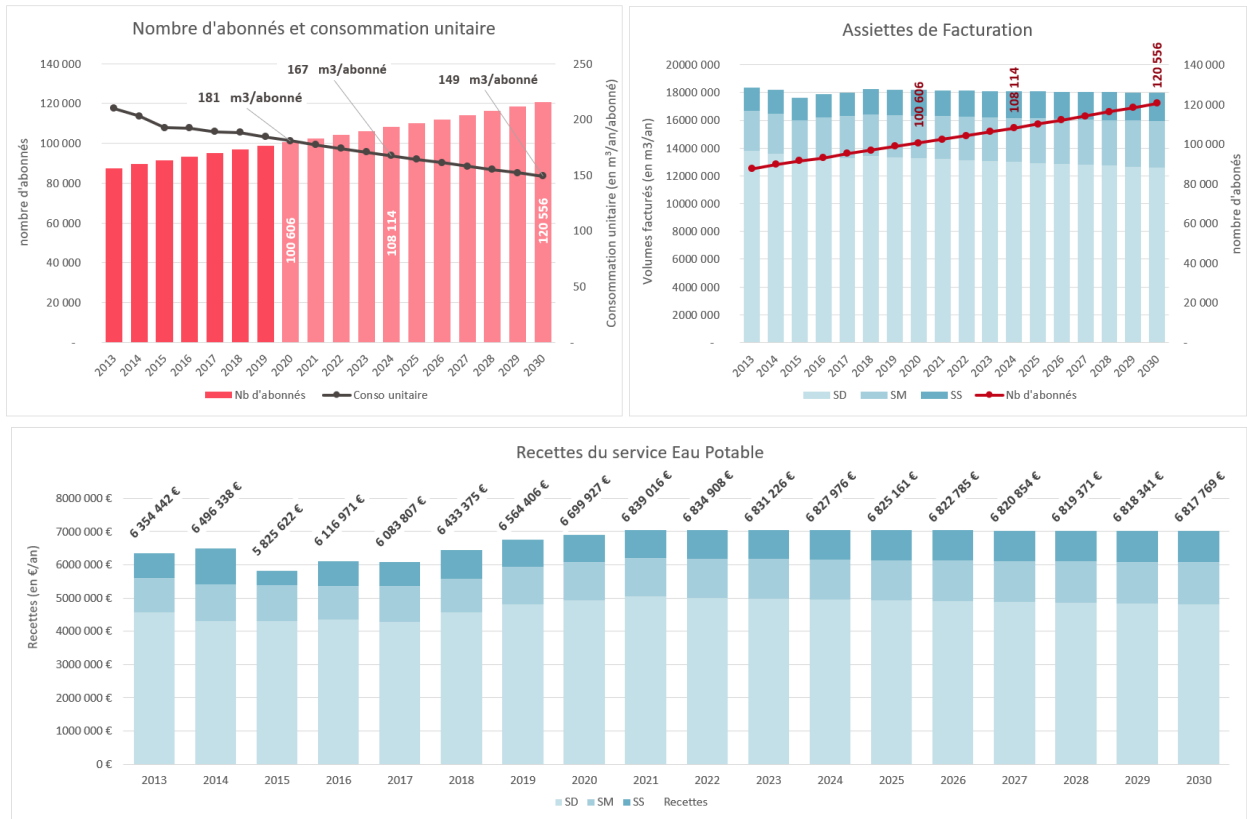 Nombre d'abonnés et consommation unitaire
140 000
120 000
100 000
80 000
60 000
40 000
20 000
-
nombre d'abonnés
250
200
150
100
50
-
Consommation unitaire (en m³/an/abonné)
181 m3/abonné
167 m3/abonné
149 m3/abonné
100 606
108 114
120 556
2013
2014
2015
2016
2017
2018
2019
2020
2021
2022
2023
2024
2025
2026
2027
2028
2029
2030
Nb d'abonnés
Conso unitaire
Assiettes de Facturation
20000 000
18000 000
16000 000
14000 000
12000 000
10000 000
8000 000
6000 000
4000 000
2000 000
-
Volumes facturés (en m3/an)
140 000
120 000
100 000
80 000
60 000
40 000
20 000
-
nombre d'abonés
100 606
108 114
120 556
2013
2014
2015
2016
2017
2018
2019
2020
2021
2022
2023
2024
2025
2026
2027
2028
2029
2030
SD
SM
SS
Nb d'abonnés
Recettes du service Eau Potable
8000 000 €
7000 000 €
6000 000 €
5000 000 €
4000 000 €
3000 000 €
2000 000 €
1000 000 €
0 €
Recettes (en €/an)
6 354 442 €
6 496 338 €
5 825 622 €
6 116 971 €
6 083 807 €
6 433 375 €
6 564 406 €
6 699 927 €
6 839 016 €
6 834 908 €
6 831 226 €
6 827 976 €
6 825 161 €
6 822 785 €
6 820 854 €
6 819 371 €
6 818 341 €
6 817 769 €
2013
2014
2015
2016
2017
2018
2019
2020
2021
2022
2023
2024
2025
2026
2027
2028
2029
2030
SD
SM
SS
Recettes